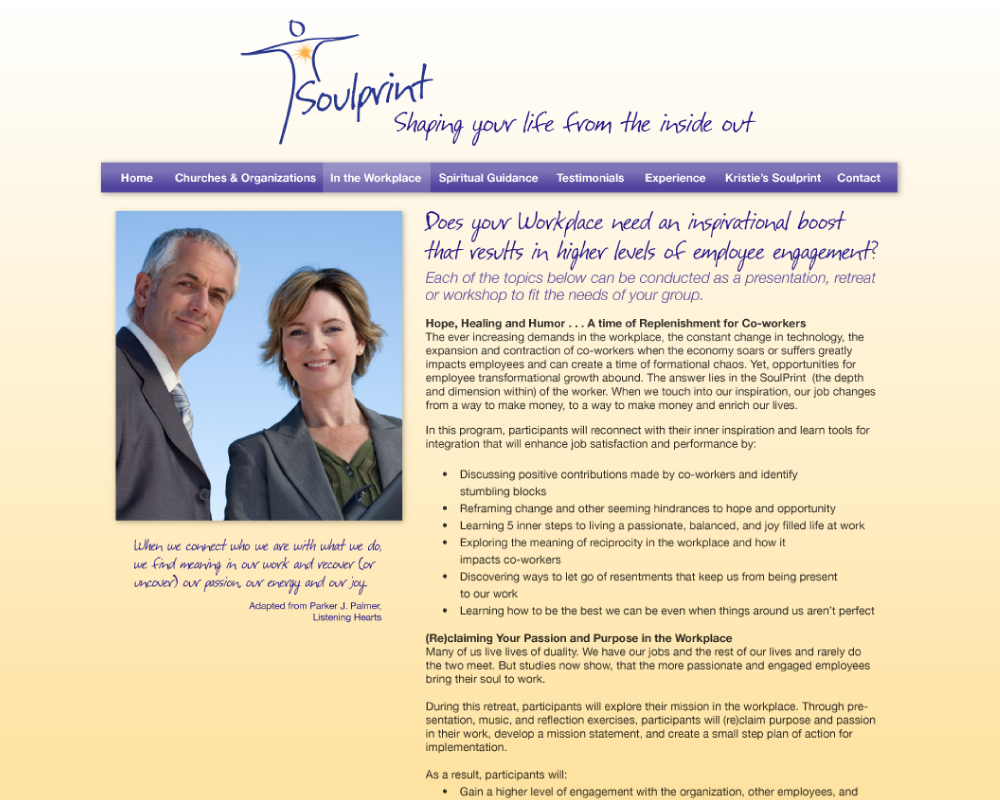 Soulprint
Shaping your life from the inside out
Home Churches & Organizations In the Workplace Spiritual Guidance Testimonials Experience Kristie's Soulprint Contact
Does your Workplace need an inspirational boost
that results in higher levels of employee engagement?
Each of the topics below can be conducted as a presentation, retreat
or workshop to fit the needs of your group.
Hope, Healing and Humor . . . A time of Replenishment for Co-workers
The ever increasing demands in the workplace, the constant change in technology, the
expansion and contraction of co-workers when the economy soars or suffers greatly
impacts employees and can create a time of formational chaos. Yet, opportunities for
employee transformational growth abound. The answer lies in the SoulPrint (the depth
and dimension within) of the worker. When we touch into our inspiration, our job changes
from a way to make money, to a way to make money and enrich our lives.
In this program, participants will reconnect with their inner inspiration and learn tools for
integration that will enhance job satisfaction and performance by:
• Discussing positive contributions made by co-workers and identify
stumbling blocks
• Reframing change and other seeming hindrances to hope and opportunity
• Learning 5 inner steps to living a passionate, balanced, and joy filled life at work
• Exploring the meaning of reciprocity in the workplace and how it
impacts co-workers
• Discovering ways to let go of resentments that keep us from being present
to our work
• Learning how to be the best we can be even when things around us aren't perfect
(Re)claiming Your Passion and Purpose in the Workplace
Many of us live lives of duality. We have our jobs and the rest of our lives and rarely do
the two meet. But studies now show, that the more passionate and engaged employees
bring their soul to work.
During this retreat, participants will explore their mission in the workplace. Through pre-
sentation, music, and reflection exercises, participants will (re)claim purpose and passion
in their work, develop a mission statement, and create a small step plan of action for
implementation.
As a result, participants will:
• Gain a higher level of engagement with the organization, other employees, and
When we connect who we are with what we do,
we find meaning in our work and recover (or
uncover) our passion, our energy and our joy.
Adapted from Parker J. Palmer,
Listening Hearts